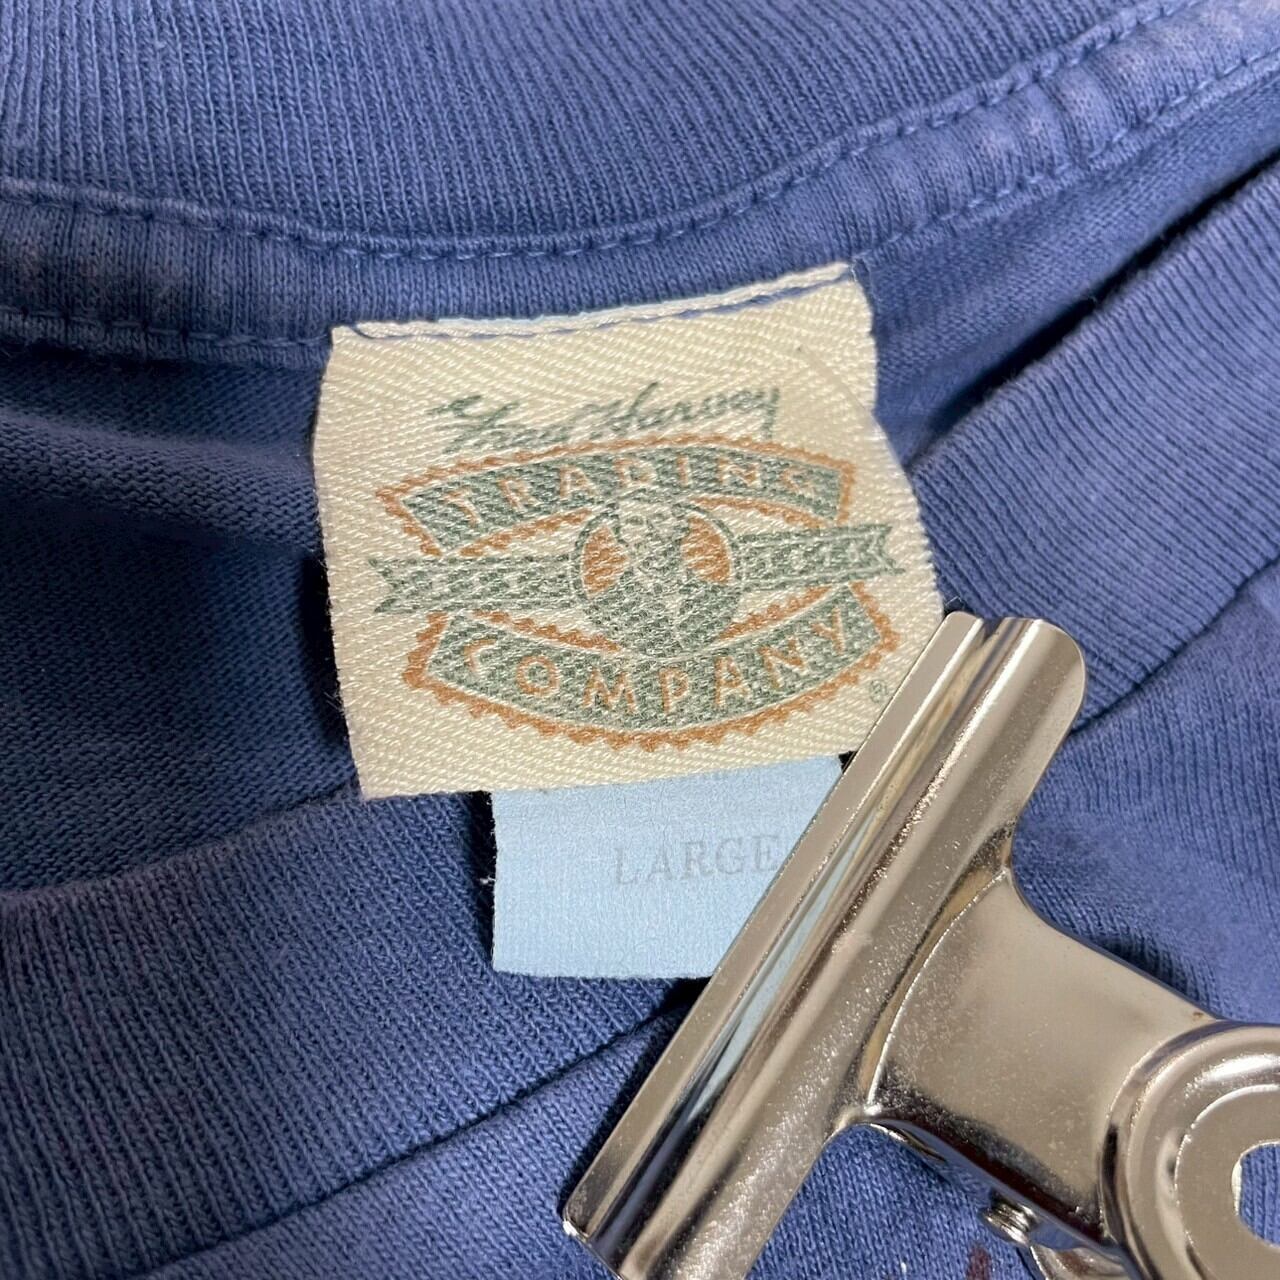 Fred Harvey
TRADING
COMPANY
®
LARGE